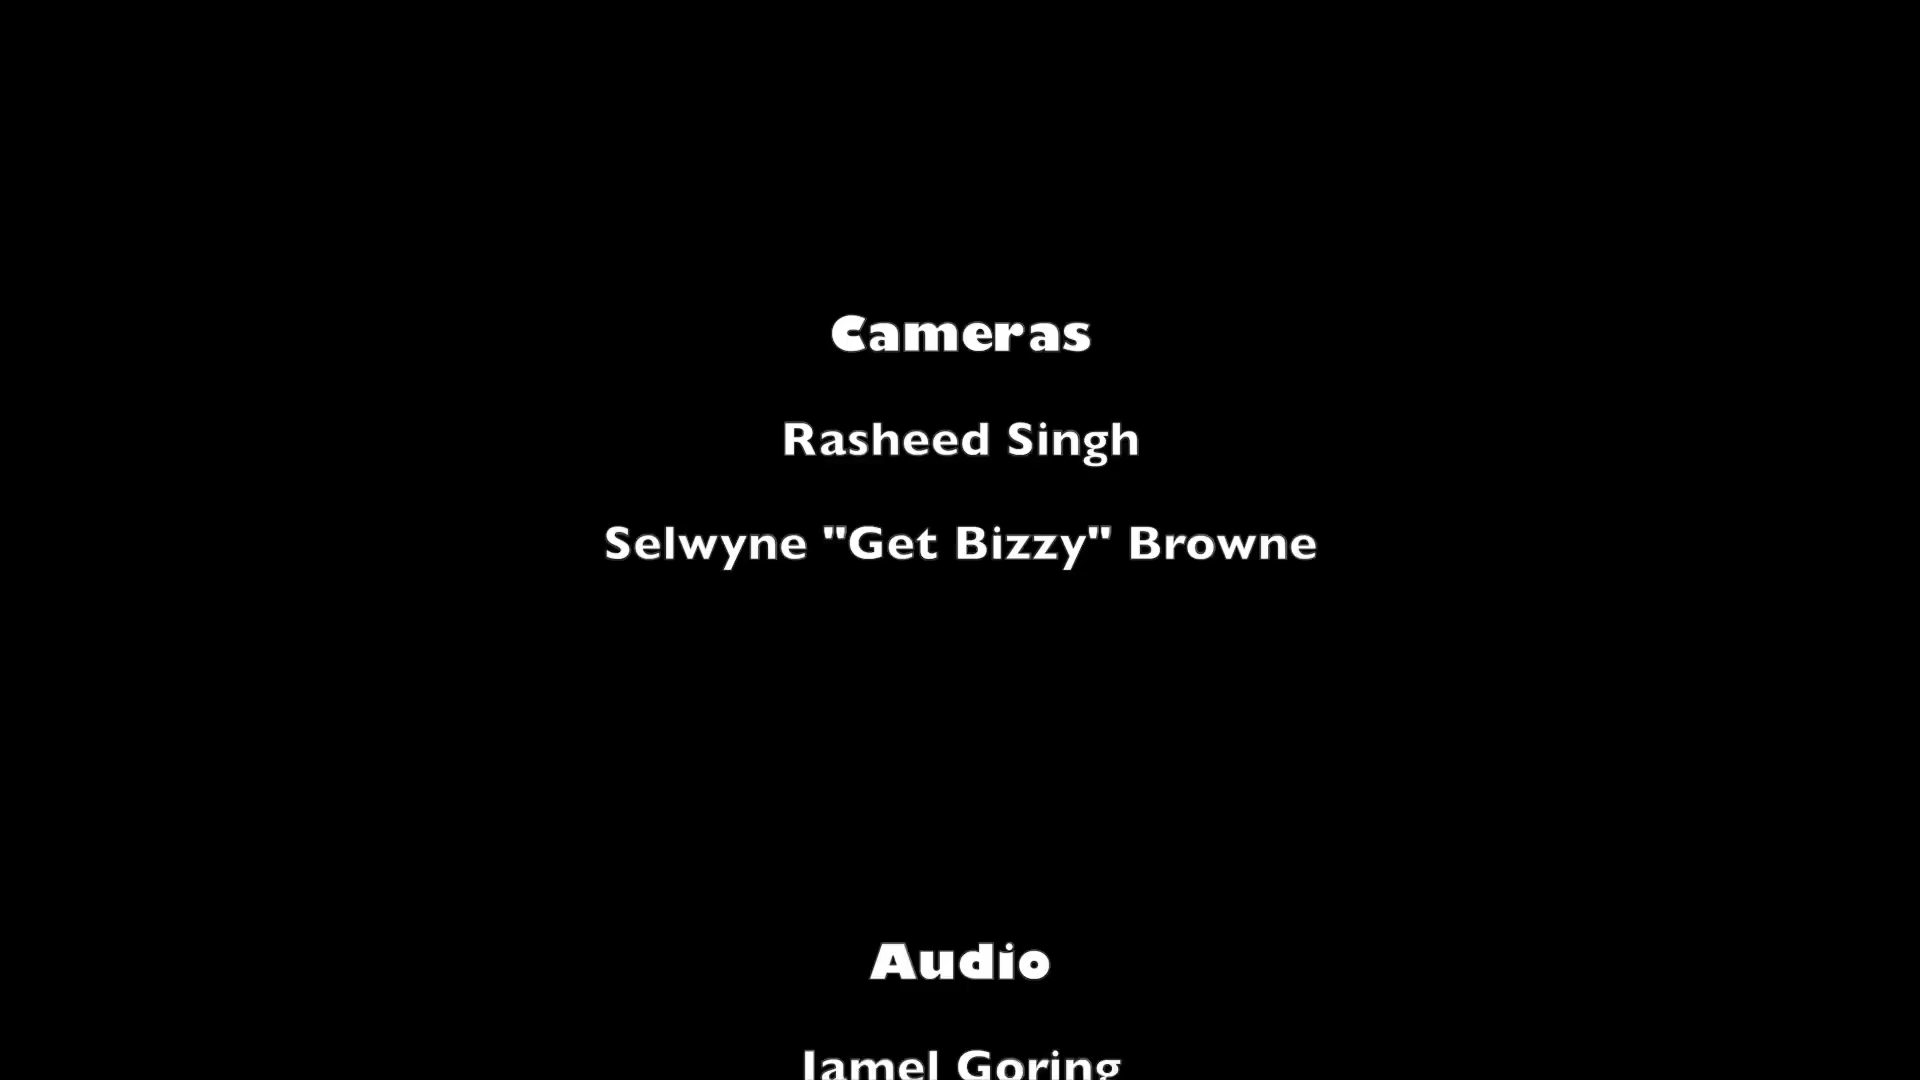 Cameras
Rasheed Singh
Selwyne "Get Bizzy" Browne
Audio
Jamel Goring